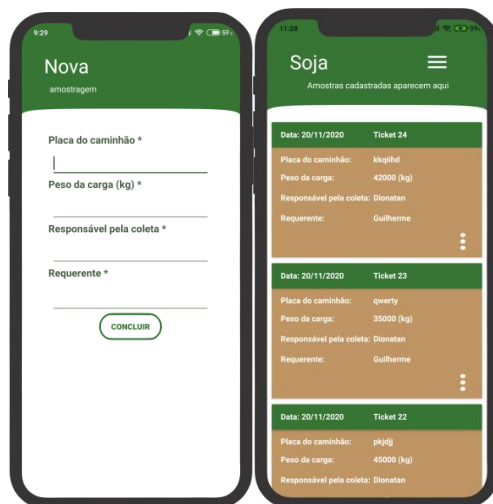 9:29
59
Nova
amostragem
Placa do caminhão *
Peso da carga (kg) *
Responsável pela coleta *
Requerente *
CONCLUIR
11:28
99
Soja
Amostras cadastradas aparecem aqui
Data: 20/11/2020 Ticket 24
Placa do caminhão: kkqiihd
Peso da carga: 42000 (kg)
Responsável pela coleta: Dionatan
Requerente: Guilherme
Data: 20/11/2020 Ticket 23
Placa do caminhão: qwerty
Peso da carga: 35000 (kg)
Responsável pela coleta: Dionatan
Requerente: Guilherme
Data: 20/11/2020 Ticket 22
Placa do caminhão: pkjdjj
Peso da carga: 45000 (kg)
Responsável pela coleta: Dionatan